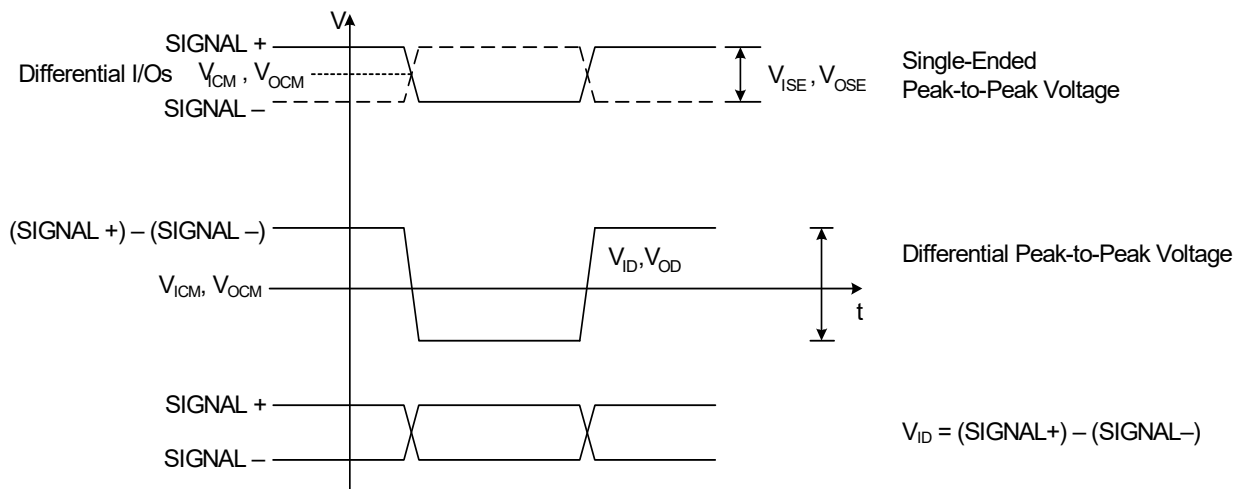 V
SIGNAL +
Differential I/Os V_ICM , V_OCM
SIGNAL –
V_ISE , V_OSE
Single-Ended
Peak-to-Peak Voltage
(SIGNAL +) – (SIGNAL –)
V_ID,V_OD
Differential Peak-to-Peak Voltage
V_ICM, V_OCM
t
SIGNAL +
SIGNAL –
V_ID = (SIGNAL+) – (SIGNAL–)